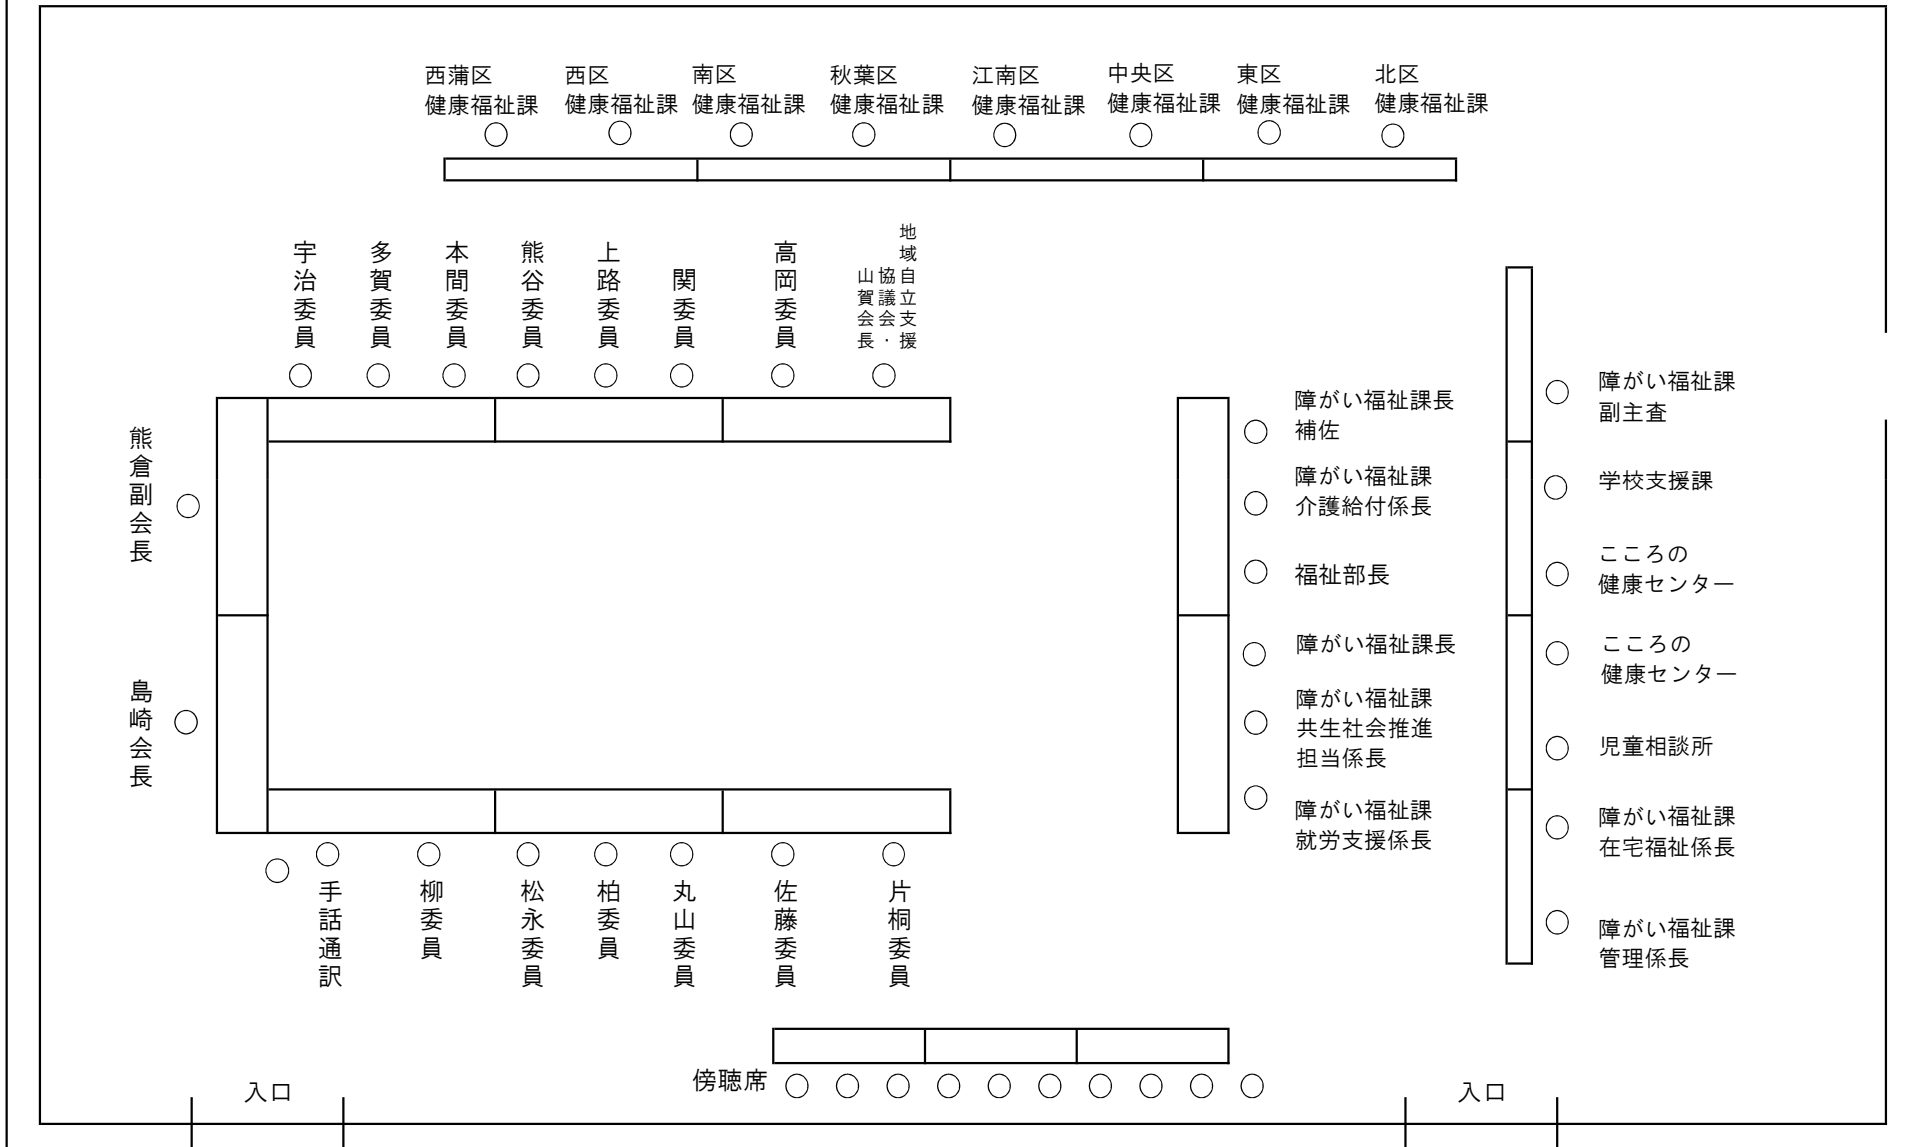 西蒲区
健康福祉課
西区
健康福祉課
南区
健康福祉課
秋葉区
健康福祉課
江南区
健康福祉課
中央区
健康福祉課
東区
健康福祉課
北区
健康福祉課
宇治委員
多賀委員
本間委員
熊谷委員
上路委員
関委員
高岡委員
地域自立支援
協議会・
山賀会長
熊倉副会長
島崎会長
障がい福祉課長
補佐
障がい福祉課
介護給付係長
福祉部長
障がい福祉課長
障がい福祉課
共生社会推進
担当係長
障がい福祉課
就労支援係長
障がい福祉課
副主査
学校支援課
こころの
健康センター
こころの
健康センター
児童相談所
障がい福祉課
在宅福祉係長
障がい福祉課
管理係長
手話通訳
柳委員
松永委員
柏委員
丸山委員
佐藤委員
片桐委員
傍聴席
入口
入口